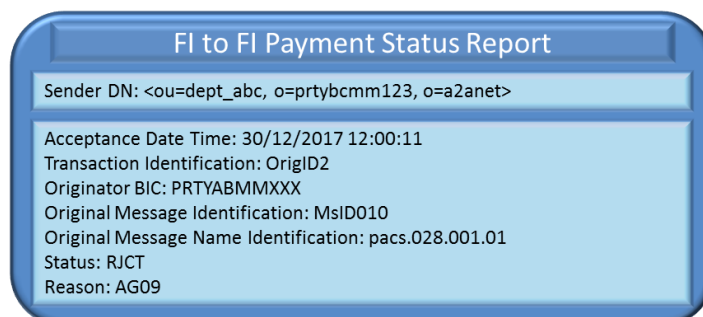 FI to FI Payment Status Report
Sender DN: <ou=dept_abc, o=prtybcmm123, o=a2anet>
Acceptance Date Time: 30/12/2017 12:00:11
Transaction Identification: OrigID2
Originator BIC: PRTYABMMXXX
Original Message Identification: MsID010
Original Message Name Identification: pacs.028.001.01
Status: RJCT
Reason: AG09